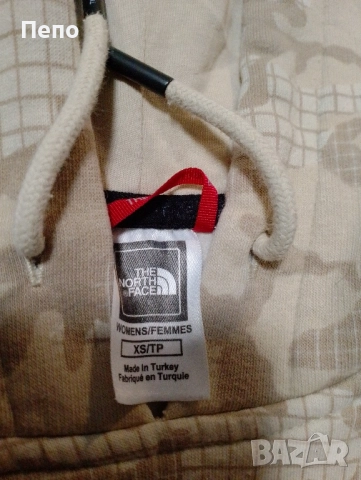 Пепо
THE
NORTH
FACE
WOMENS/FEMMES
XS/TP
Made in Turkey
Fabriqué en Turquie
BAZAR